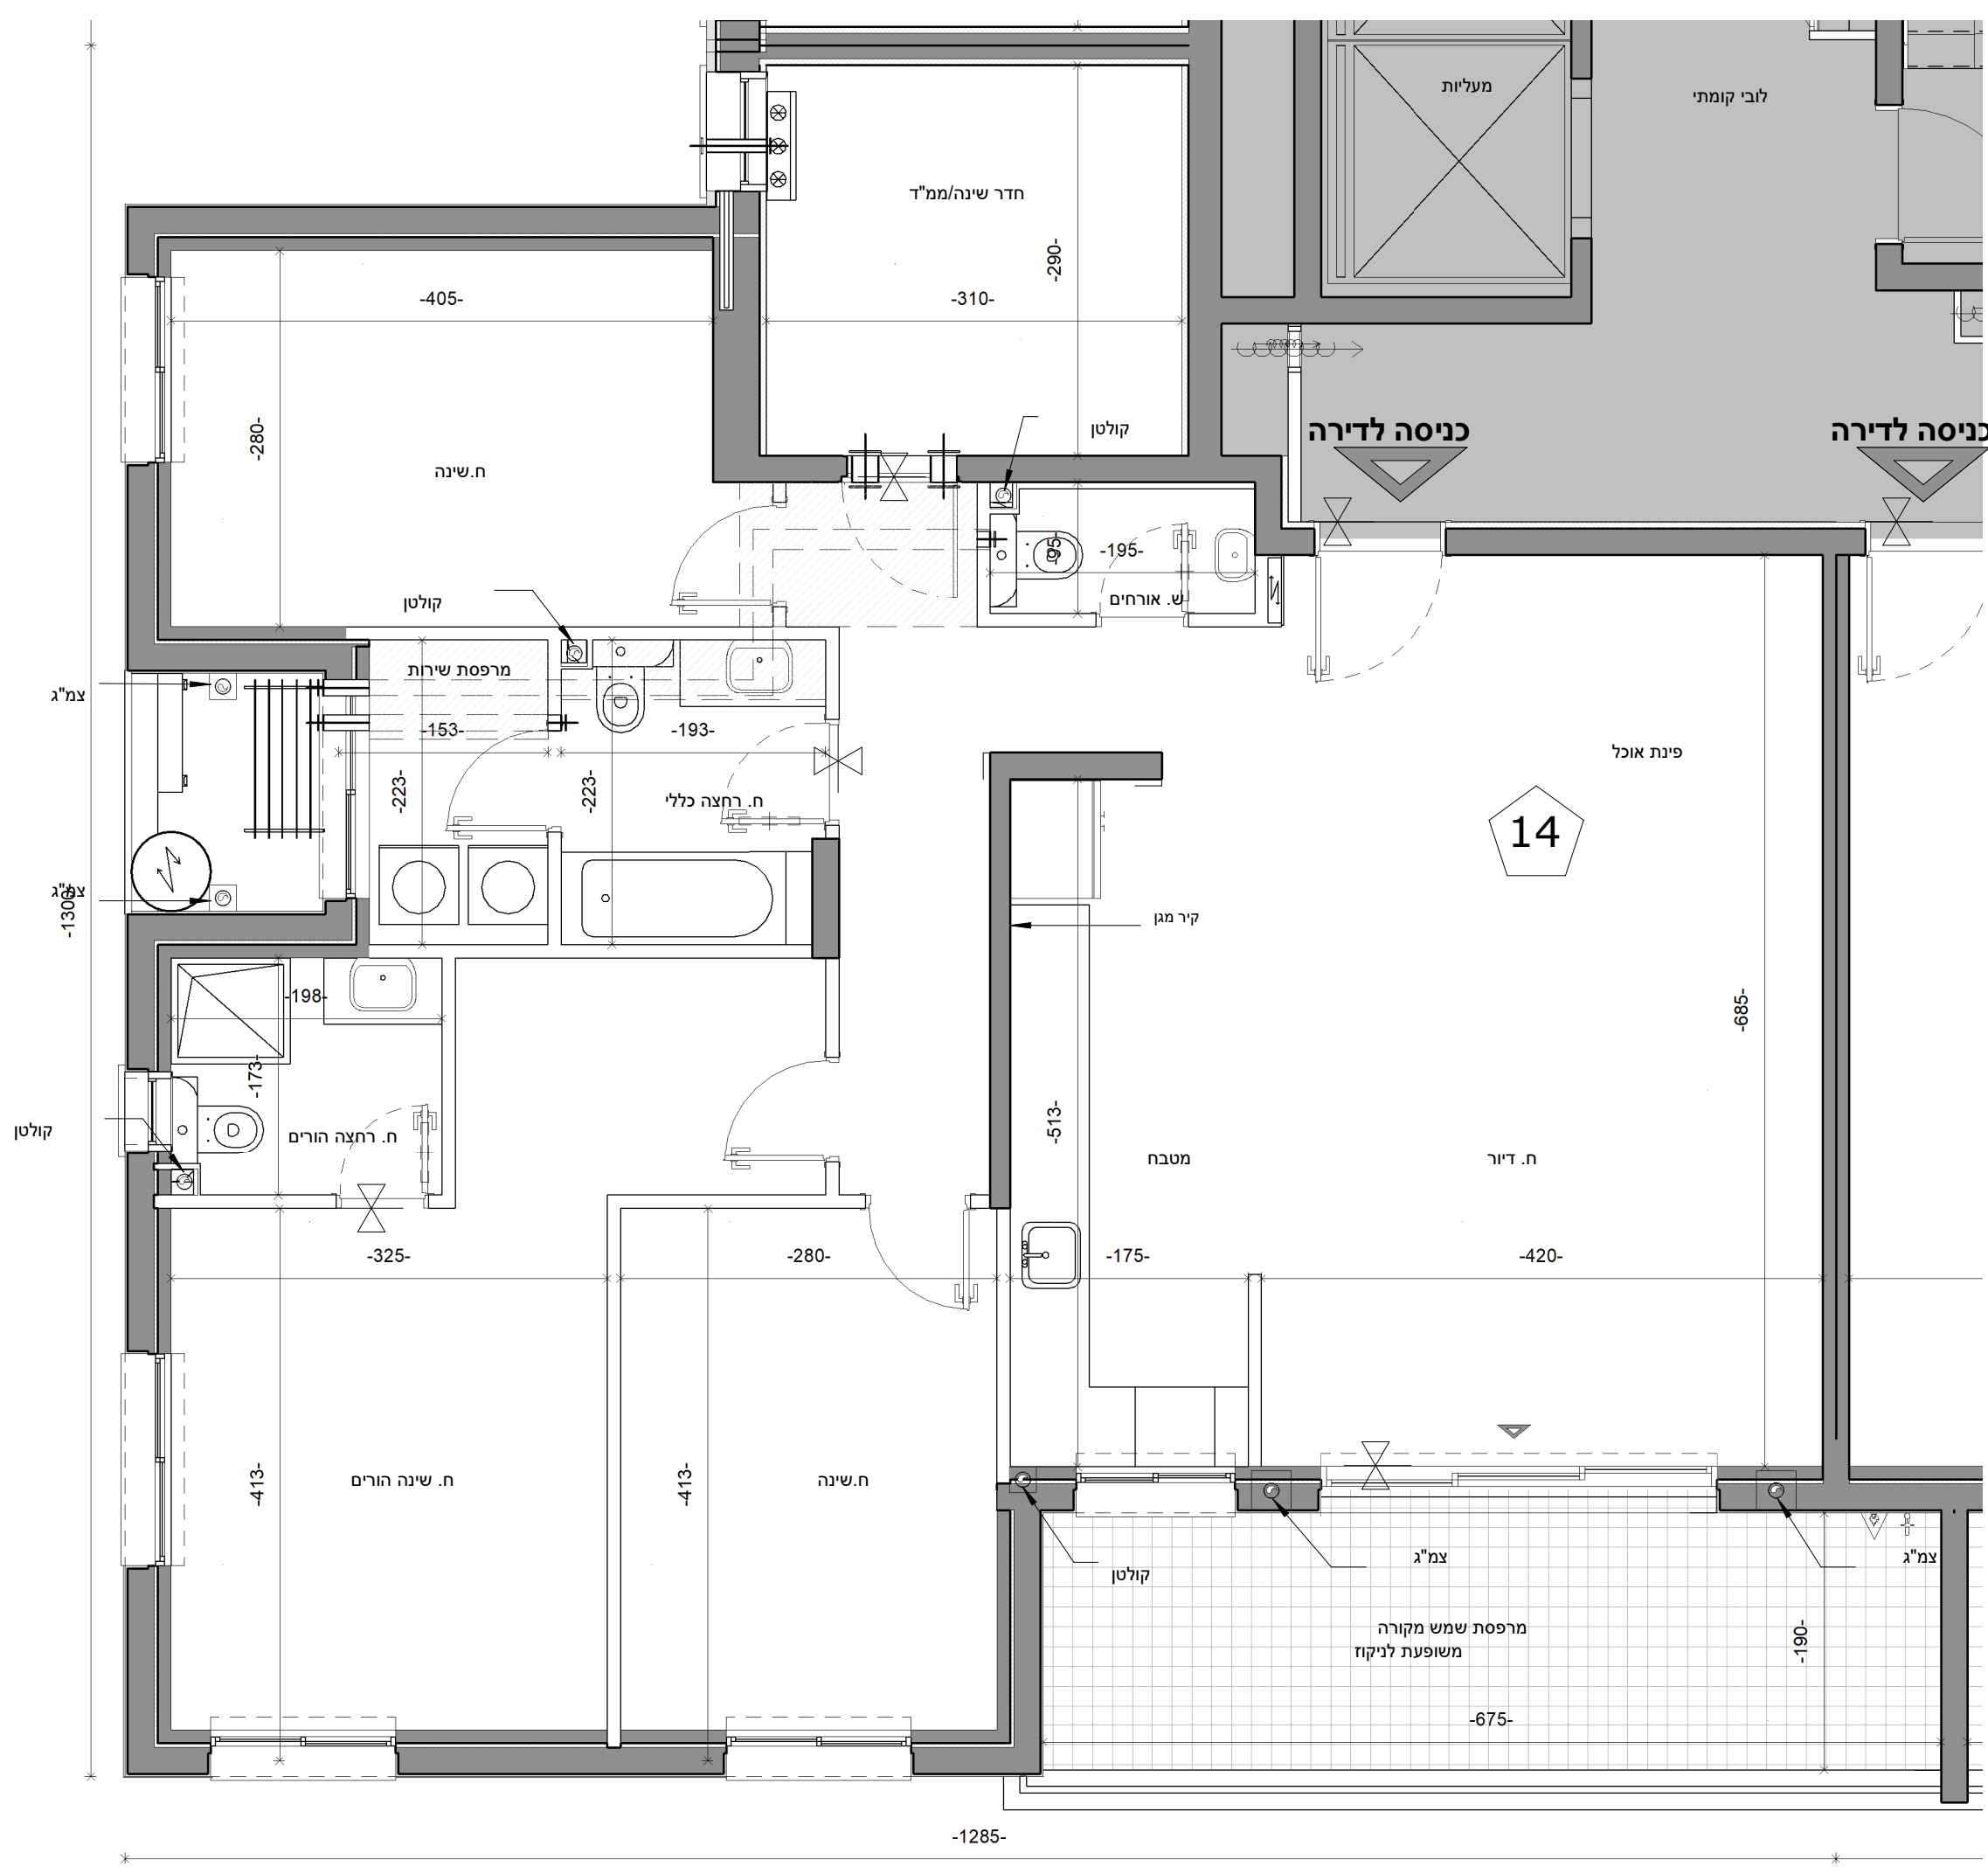 מעליות
לובי קומתי
חדר שינה/ממ"ד
-290-
-405-
-310-
-280-
קולטן
כניסה לדירה
כניסה לדירה
ח.שינה
-95-
-195-
ש. אורחים
קולטן
מרפסת שירות
צמ"ג
-153-
-193-
-223-
-223-
ח. רחצה כללי
פינת אוכל
14
צמ"ג
-1300-
קיר מגן
-198-
-685-
-173-
קולטן
ח. רחצה הורים
-513-
מטבח
ח. דיור
-325-
-280-
-175-
-420-
-413-
ח. שינה הורים
-413-
ח.שינה
קולטן
צמ"ג
צמ"ג
מרפסת שמש מקורה
משופעת לניקוז
-190-
-675-
-1285-